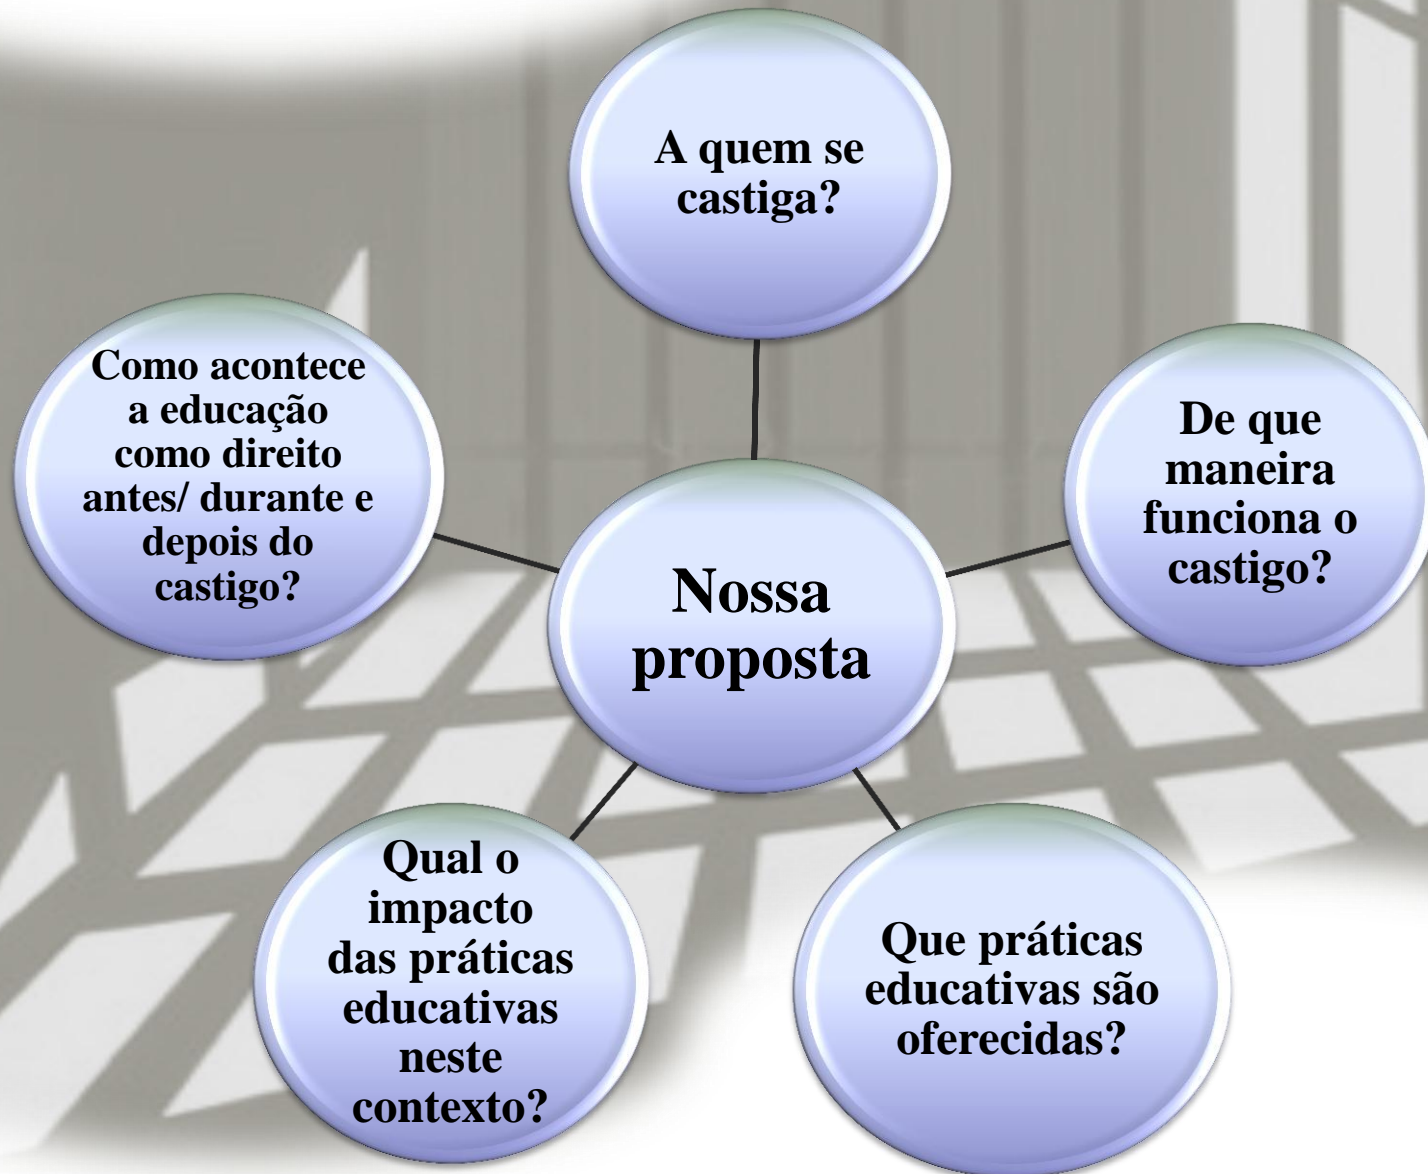 A quem se
castiga?
Como acontece
a educação
como direito
antes/ durante e
depois do
castigo?
De que
maneira
funciona o
castigo?
Nossa
proposta
Qual o
impacto
das práticas
educativas
neste
contexto?
Que práticas
educativas são
oferecidas?